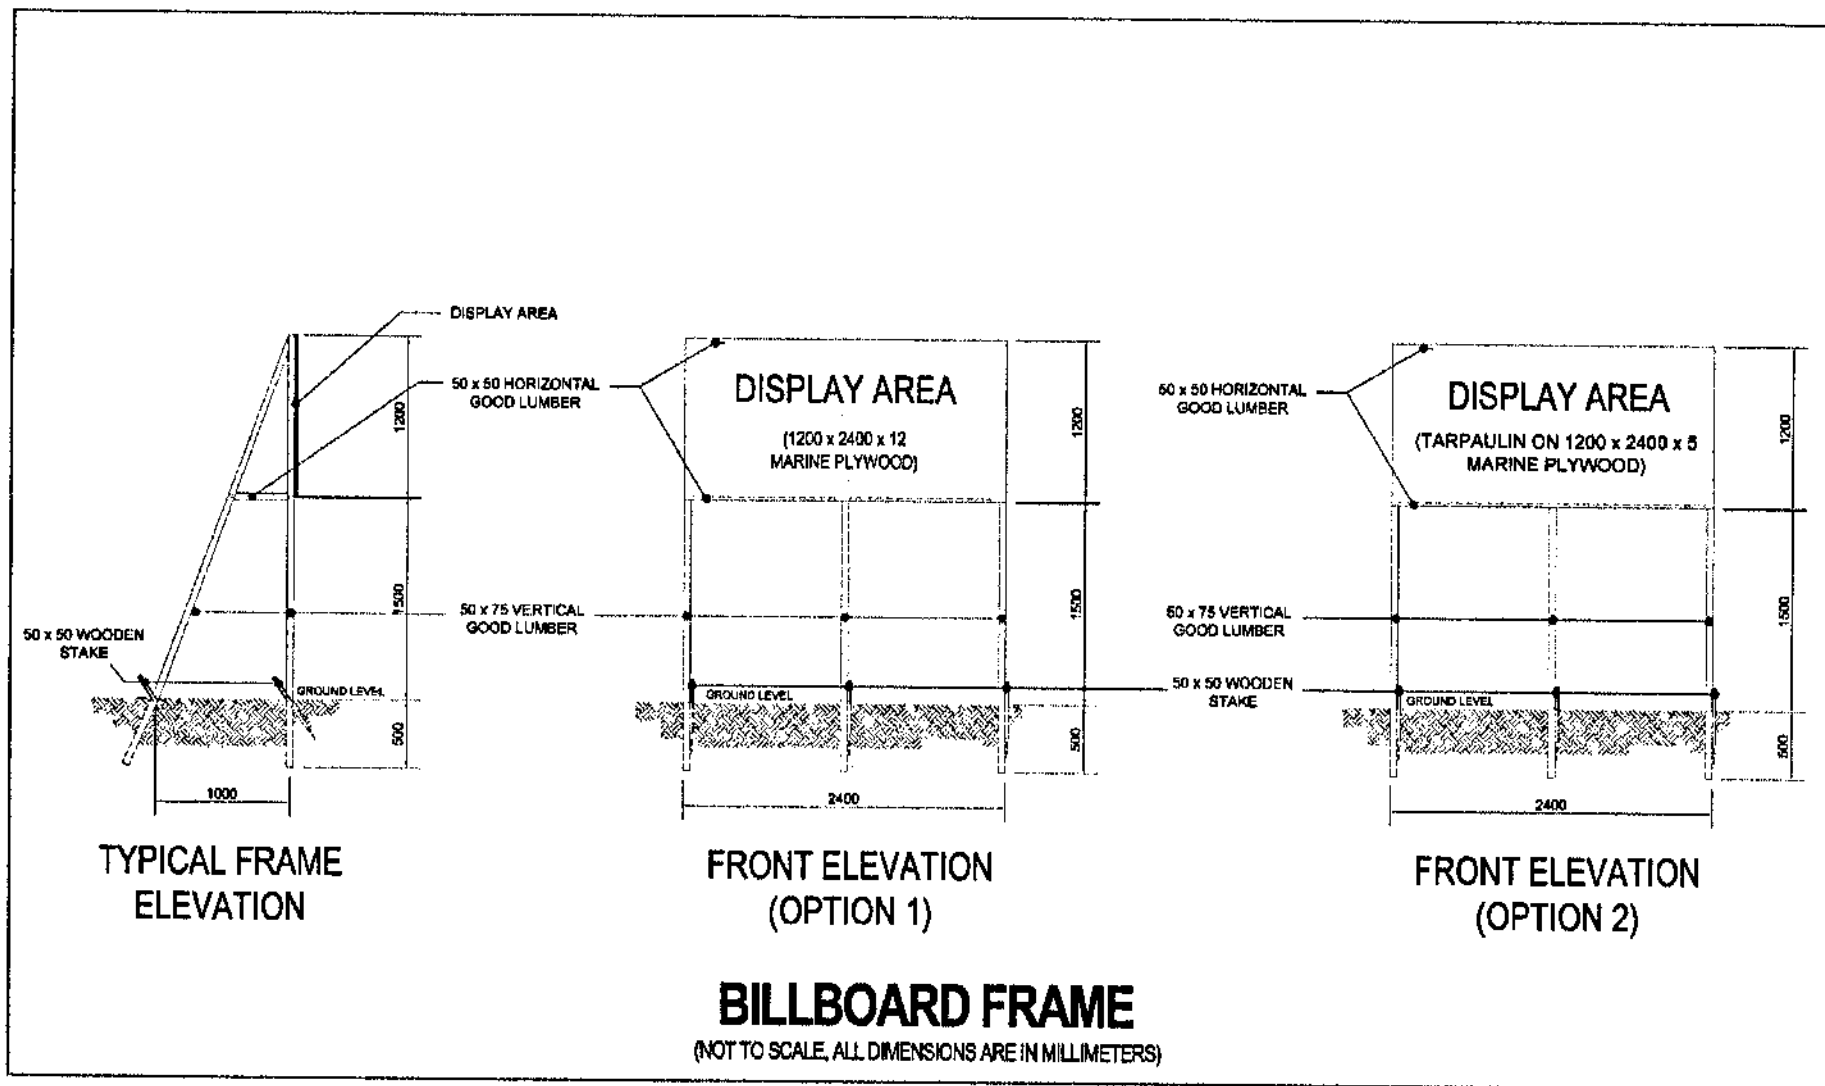 DISPLAY AREA
50 x 50 HORIZONTAL
GOOD LUMBER
1200
1500
50 x 75 VERTICAL
GOOD LUMBER
50 x 50 WOODEN
STAKE
GROUND LEVEL
500
1000
TYPICAL FRAME
ELEVATION
DISPLAY AREA
(1200 x 2400 x 12
MARINE PLYWOOD)
1200
1500
GROUND LEVEL
500
2400
FRONT ELEVATION
(OPTION 1)
50 x 50 HORIZONTAL
GOOD LUMBER
DISPLAY AREA
(TARPAULIN ON 1200 x 2400 x 5
MARINE PLYWOOD)
1200
50 x 75 VERTICAL
GOOD LUMBER
1500
50 x 50 WOODEN
STAKE
GROUND LEVEL
500
2400
FRONT ELEVATION
(OPTION 2)
BILLBOARD FRAME
(NOT TO SCALE, ALL DIMENSIONS ARE IN MILLIMETERS)